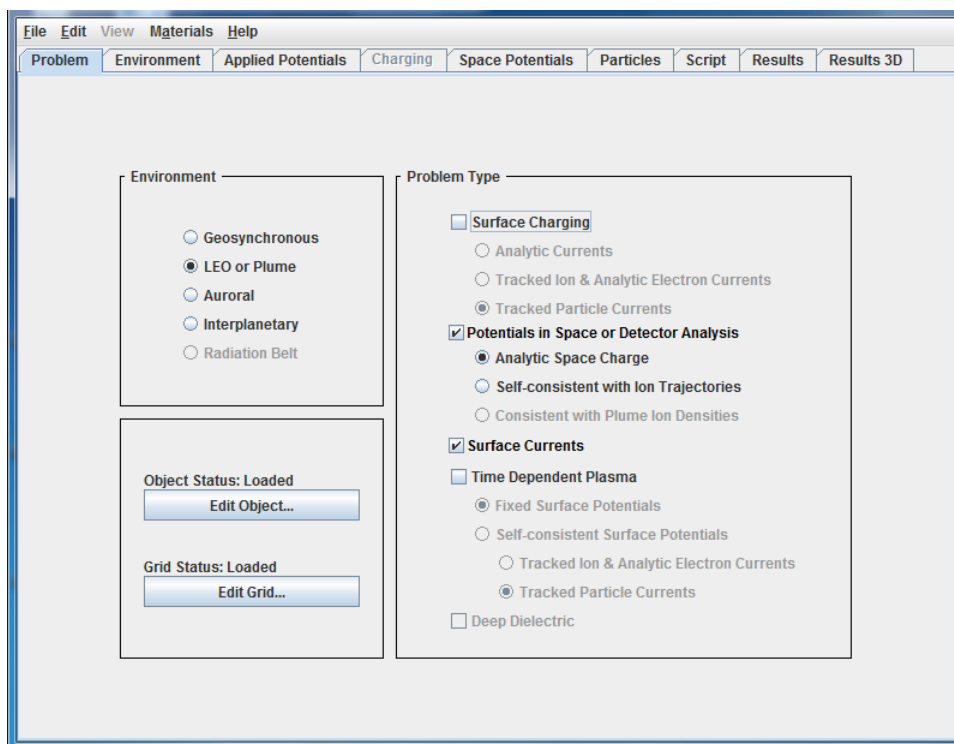 File Edit View Materials Help
Problem Environment Applied Potentials Charging Space Potentials Particles Script Results Results 3D
Environment
Geosynchronous
LEO or Plume
Auroral
Interplanetary
Radiation Belt
Object Status: Loaded
Edit Object...
Grid Status: Loaded
Edit Grid...
Problem Type
Surface Charging
Analytic Currents
Tracked Ion & Analytic Electron Currents
Tracked Particle Currents
Potentials in Space or Detector Analysis
Analytic Space Charge
Self-consistent with Ion Trajectories
Consistent with Plume Ion Densities
Surface Currents
Time Dependent Plasma
Fixed Surface Potentials
Self-consistent Surface Potentials
Tracked Ion & Analytic Electron Currents
Tracked Particle Currents
Deep Dielectric